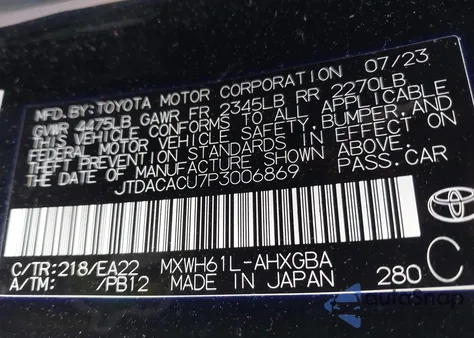 MFD.BY:TOYOTA MOTOR CORPORATION 07/23
GVWR 4475LB GAWR FR 2345LB RR 2270LB
THIS VEHICLE CONFORMS TO ALL APPLICABLE
FEDERAL MOTOR VEHICLE SAFETY, BUMPER, AND
THEFT PREVENTION STANDARDS IN EFFECT ON
THE DATE OF MANUFACTURE SHOWN ABOVE.
JTDACACU7P3006869 PASS.CAR
C/TR:218/EA22 MXWH61L-AHXGBA
A/TM: /PB12 MADE IN JAPAN 280 C
autoSnap